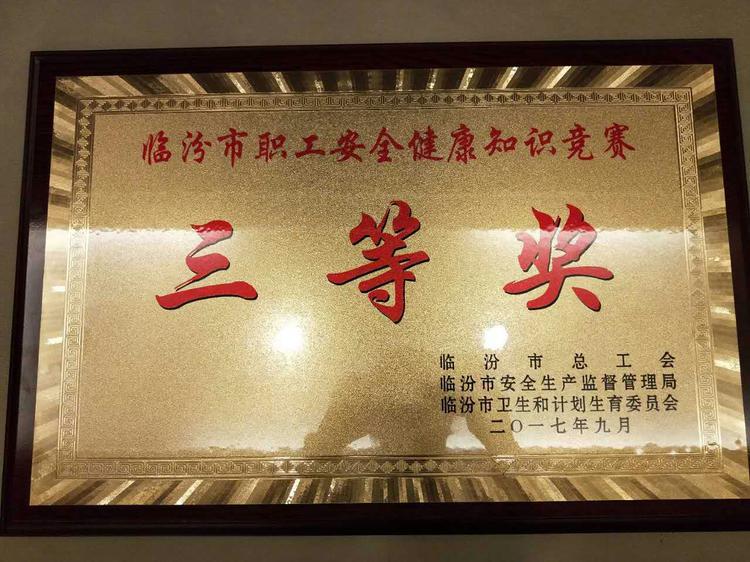 临汾市职工安全健康知识竞赛
三等奖
临汾市总工会
临汾市安全生产监督管理局
临汾市卫生和计划生育委员会
二〇一七年九月